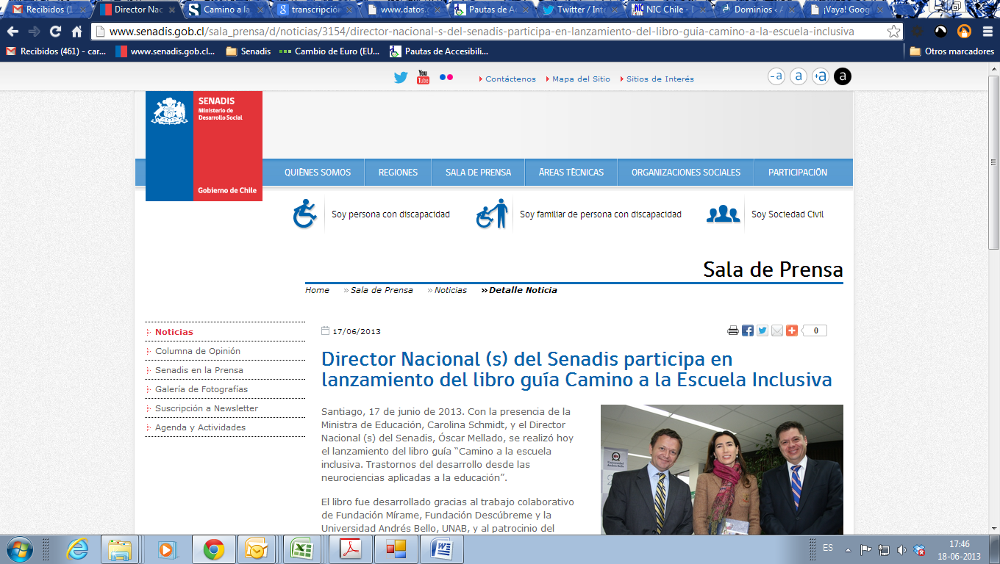 Recibidos (1
Director Nac
Camino a la
transcripción
www.datos.c
Pautas de Ac
Twitter / Inte
NIC Chile - D
Dominios ‹ A
¡Vaya! Googl
www.senadis.gob.cl/sala_prensa/d/noticias/3154/director-nacional-s-del-senadis-participa-en-lanzamiento-del-libro-guia-camino-a-la-escuela-inclusiva
Recibidos (461) - car...
www.senadis.gob.cl...
Senadis
Cambio de Euro (EU...
Pautas de Accesibili...
Otros marcadores
You Tube
Contáctenos
Mapa del Sitio
Sitios de Interés
-a
a
+a
a
SENADIS
Ministerio de
Desarrollo Social
Gobierno de Chile
QUIÉNES SOMOS
REGIONES
SALA DE PRENSA
ÁREAS TÉCNICAS
ORGANIZACIONES SOCIALES
PARTICIPACIÓN
Soy persona con discapacidad
Soy familiar de persona con discapacidad
Soy Sociedad Civil
Sala de Prensa
Home » Sala de Prensa » Noticias » Detalle Noticia
Noticias
Columna de Opinión
Senadis en la Prensa
Galería de Fotografías
Suscripción a Newsletter
Agenda y Actividades
17/06/2013
0
Director Nacional (s) del Senadis participa en
lanzamiento del libro guía Camino a la Escuela Inclusiva
Santiago, 17 de junio de 2013. Con la presencia de la
Ministra de Educación, Carolina Schmidt, y el Director
Nacional (s) del Senadis, Óscar Mellado, se realizó hoy
el lanzamiento del libro guía “Camino a la escuela
inclusiva. Trastornos del desarrollo desde las
neurociencias aplicadas a la educación”.
El libro fue desarrollado gracias al trabajo colaborativo
de Fundación Mírame, Fundación Descúbreme y la
Universidad Andrés Bello, UNAB, y al patrocinio del
Universidad
Andrés Bello
ES
17:46
18-06-2013